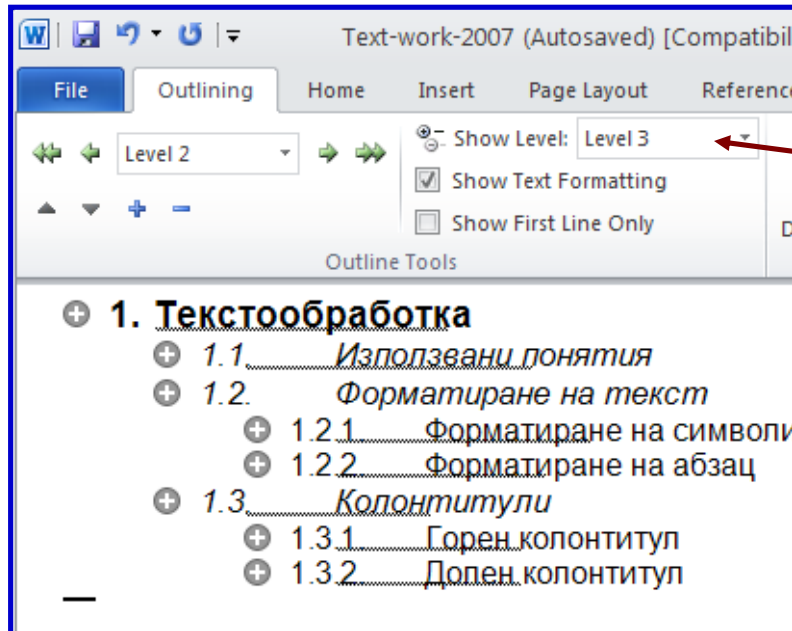 Text-work-2007 (Autosaved) [Compatibil
File Outlining Home Insert Page Layout Referenc
Level 2 Show Level: Level 3
Show Text Formatting
Show First Line Only
D
Outline Tools
1. Текстообработка
1.1. Използвани понятия
1.2. Форматиране на текст
1.2.1. Форматиране на символи
1.2.2. Форматиране на абзац
1.3. Колонтитули
1.3.1. Горен колонтитул
1.3.2. Долен колонтитул